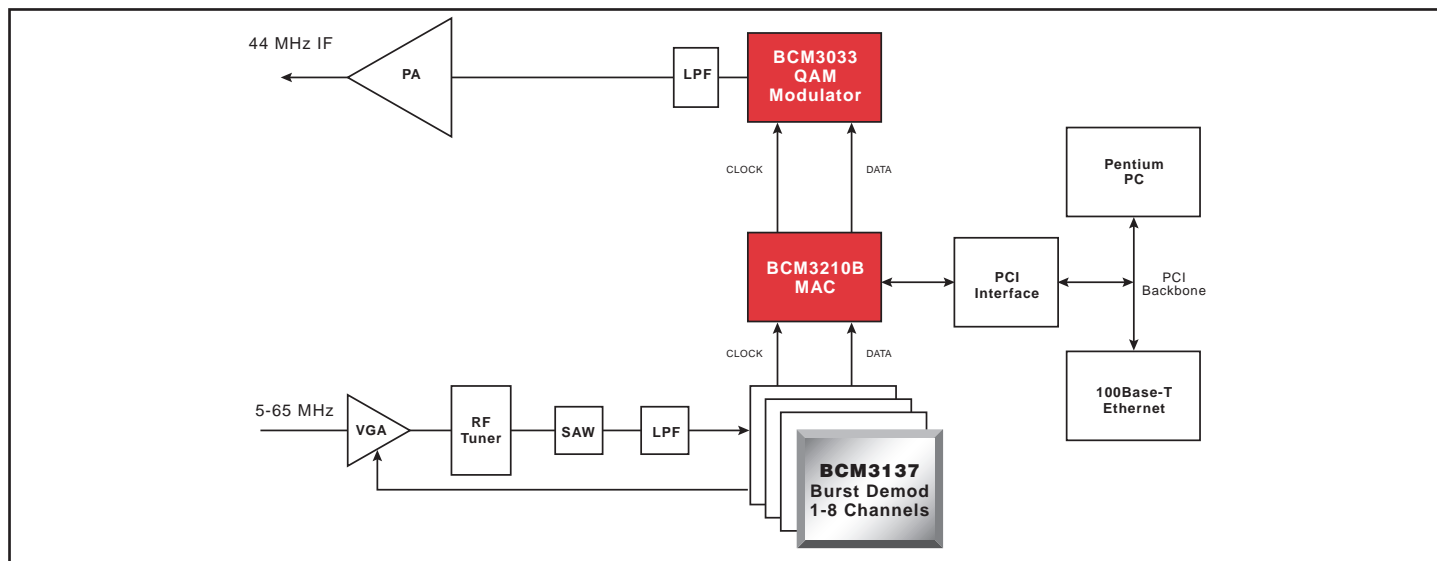 44 MHz IF
PA
LPF
BCM3033
QAM
Modulator
CLOCK
DATA
Pentium
PC
BCM3210B
MAC
PCI
Interface
PCI
Backbone
CLOCK
DATA
100Base-T
Ethernet
5-65 MHz
VGA
RF
Tuner
SAW
LPF
BCM3137
Burst Demod
1-8 Channels